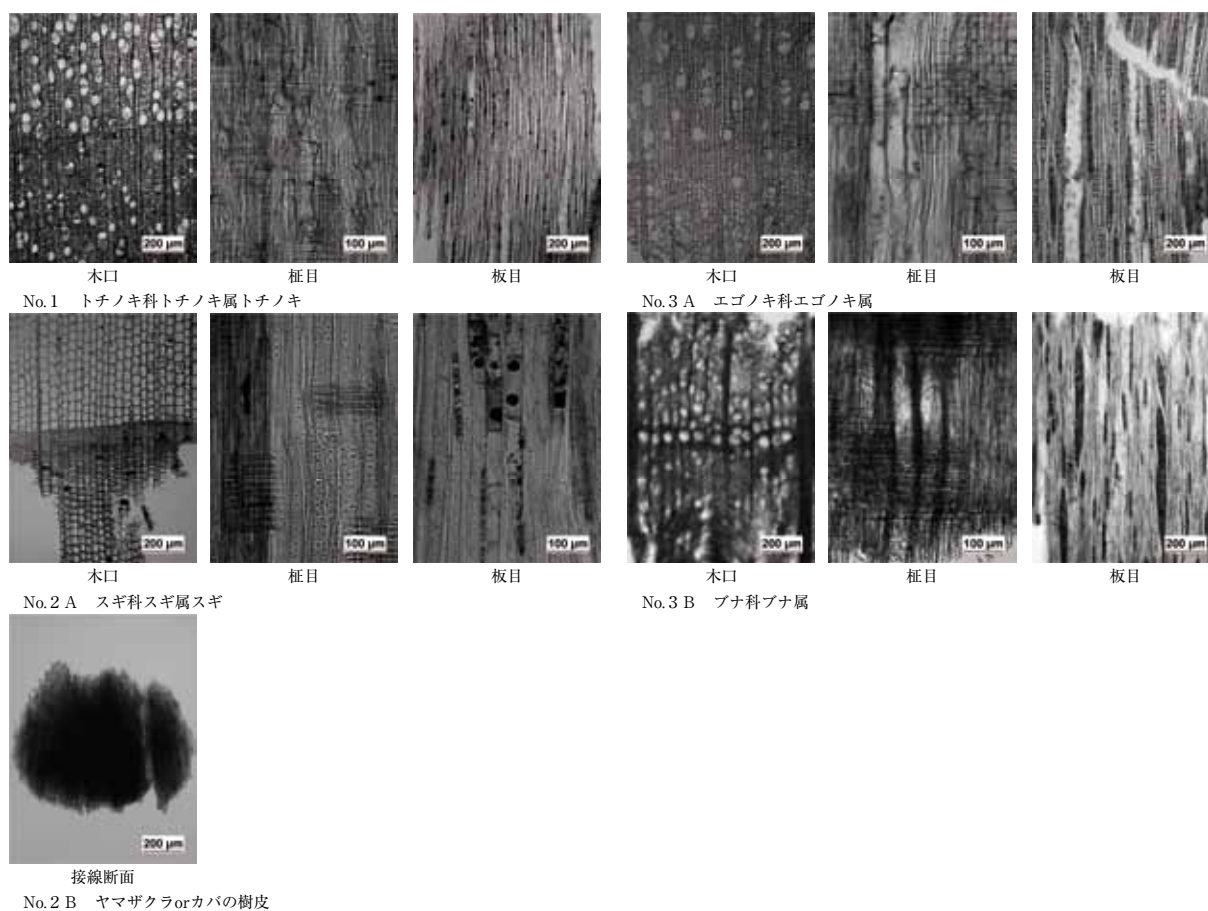 200 μm
100 μm
200 μm
木口
柾目
板目
No.1 トチノキ科トチノキ属トチノキ
200 μm
100 μm
200 μm
木口
柾目
板目
No.3 A エゴノキ科エゴノキ属
200 μm
100 μm
100 μm
木口
柾目
板目
No.2 A スギ科スギ属スギ
200 μm
100 μm
200 μm
木口
柾目
板目
No.3 B ブナ科ブナ属
200 μm
接線断面
No.2 B ヤマザクラorカバの樹皮